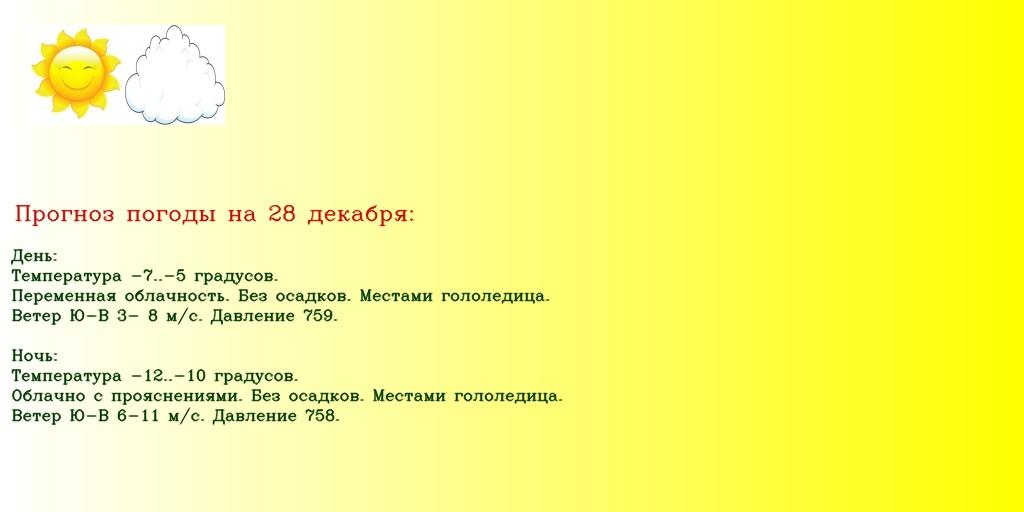 Прогноз погоды на 28 декабря:
День:
Температура -7..-5 градусов.
Переменная облачность. Без осадков. Местами гололедица.
Ветер Ю-В 3- 8 м/с. Давление 759.
Ночь:
Температура -12..-10 градусов.
Облачно с прояснениями. Без осадков. Местами гололедица.
Ветер Ю-В 6-11 м/с. Давление 758.